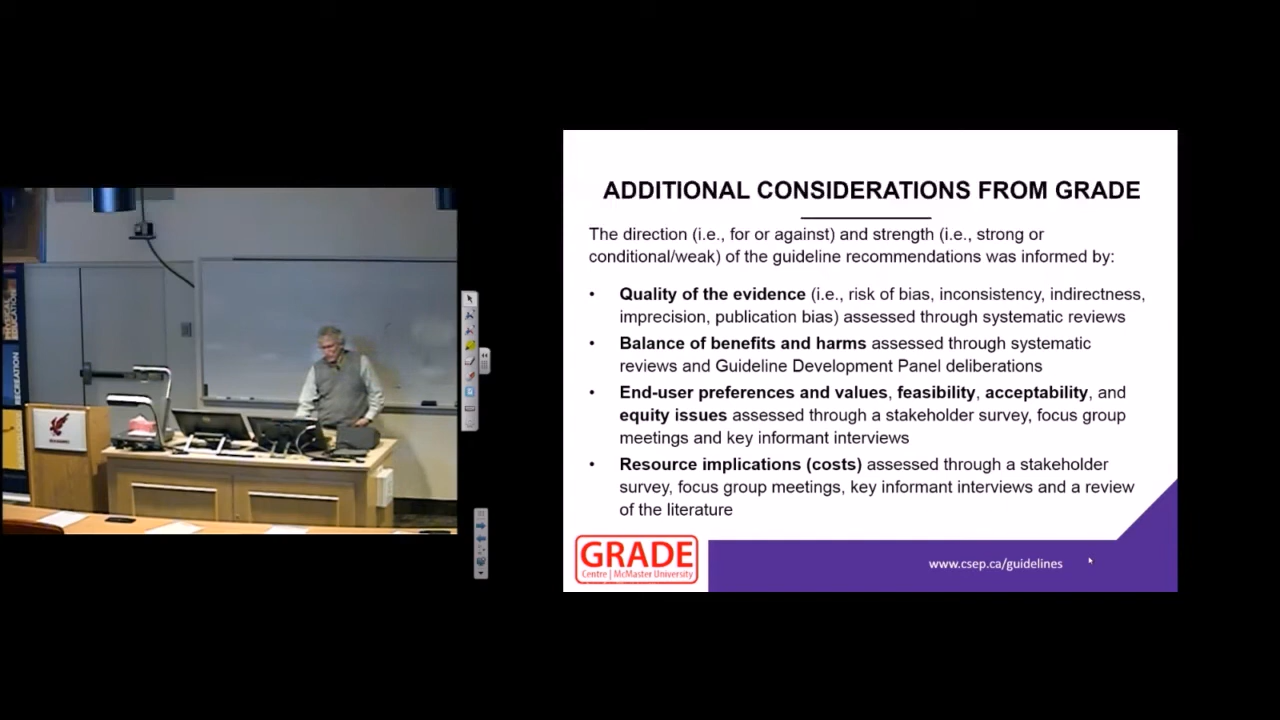 PHYSICAL
EDUCATION
RECREATION
ADDITIONAL CONSIDERATIONS FROM GRADE
The direction (i.e., for or against) and strength (i.e., strong or
conditional/weak) of the guideline recommendations was informed by:
• Quality of the evidence (i.e., risk of bias, inconsistency, indirectness,
imprecision, publication bias) assessed through systematic reviews
• Balance of benefits and harms assessed through systematic
reviews and Guideline Development Panel deliberations
• End-user preferences and values, feasibility, acceptability, and
equity issues assessed through a stakeholder survey, focus group
meetings and key informant interviews
• Resource implications (costs) assessed through a stakeholder
survey, focus group meetings, key informant interviews and a review
of the literature
GRADE
Centre | McMaster University
www.csep.ca/guidelines